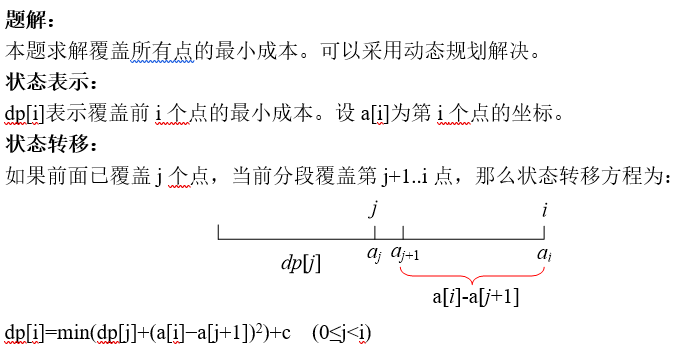 题解：
本题求解覆盖所有点的最小成本。可以采用动态规划解决。
状态表示：
dp[i]表示覆盖前 i 个点的最小成本。设 a[i]为第 i 个点的坐标。
状态转移：
如果前面已覆盖 j 个点，当前分段覆盖第 j+1..i 点，那么状态转移方程为：
j i
dp[j] aj aj+1 ai
a[i]-a[j+1]
dp[i]=min(dp[j]+(a[i]−a[j+1])²)+c (0≤j<i)